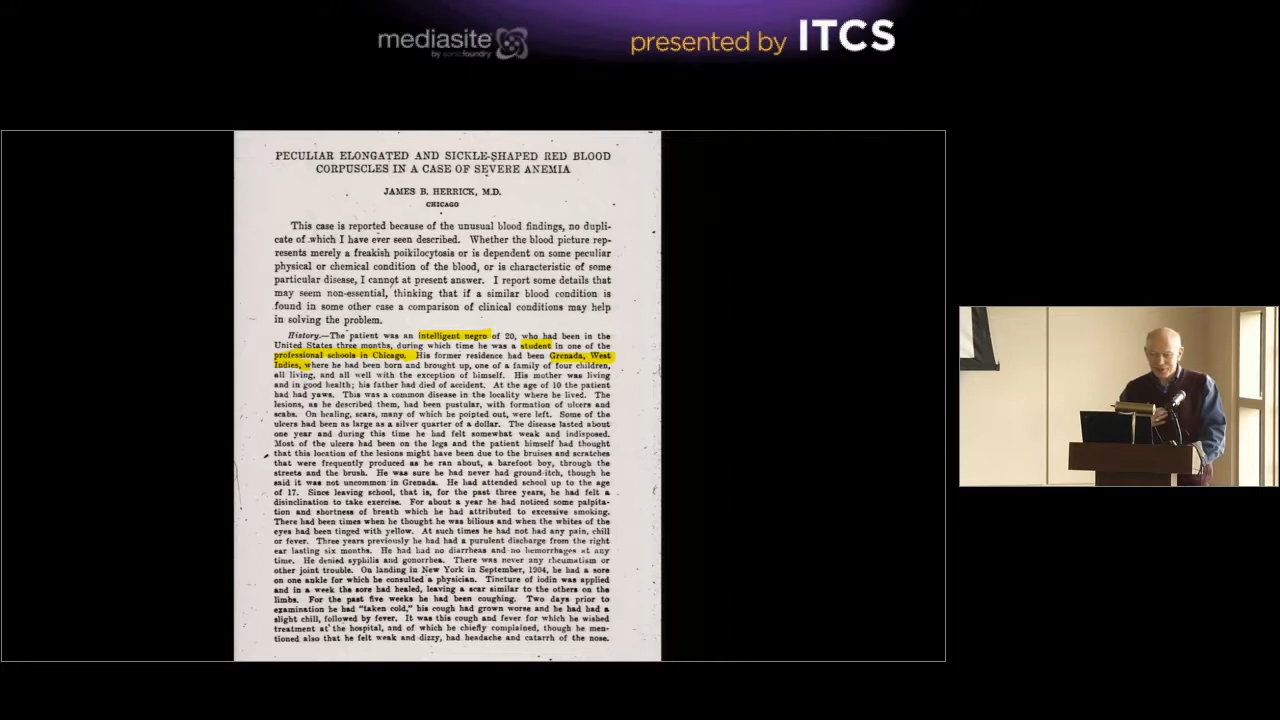 mediasite
by sonicfoundry
presented by ITCS
PECULIAR ELONGATED AND SICKLE-SHAPED RED BLOOD
CORPUSCLES IN A CASE OF SEVERE ANEMIA
JAMES B. HERRICK, M.D.
CHICAGO
This case is reported because of the unusual blood findings, no dupli-
cate of which I have ever seen described. Whether the blood picture rep-
resents merely a freakish poikilocytosis or is dependent on some peculiar
physical or chemical condition of the blood, or is characteristic of some
particular disease, I cannot at present answer. I report some details that
may seem non-essential, thinking that if a similar blood condition is
found in some other case a comparison of clinical conditions may help
in solving the problem.
History.—The patient was an intelligent negro of 20, who had been in the
United States three months, during which time he was a student in one of the
professional schools in Chicago. His former residence had been Grenada, West
Indies, where he had been born and brought up, one of a family of four children,
all living, and all well with the exception of himself. His mother was living
and in good health; his father had died of accident. At the age of 10 the patient
had had yaws. This was a common disease in the locality where he lived. The
lesions, as he described them, had been pustular, with formation of ulcers and
scabs. On healing, scars, many of which he pointed out, were left. Some of the
ulcers had been as large as a silver quarter of a dollar. The disease lasted about
one year and during this time he had felt somewhat weak and indisposed.
Most of the ulcers had been on the legs and the patient himself had thought
that this location of the lesions might have been due to the bruises and scratches
that were frequently produced as he ran about, a barefoot boy, through the
streets and the brush. He was sure he had never had ground-itch, though he
said it was not uncommon in Grenada. He had attended school up to the age
of 17. Since leaving school, that is, for the past three years, he had felt a
disinclination to take exercise. For about a year he had noticed some palpita-
tion and shortness of breath which he had attributed to excessive smoking.
There had been times when he thought he was bilious and when the whites of the
eyes had been tinged with yellow. At such times he had not had any pain, chill
or fever. Three years previously he had had a purulent discharge from the right
ear lasting six months. He had had no diarrheas and no hemorrhages at any
time. He denied syphilis and gonorrhea. There was never any rheumatism or
other joint trouble. On landing in New York in September, 1904, he had a sore
on one ankle for which he consulted a physician. Tincture of iodin was applied
and in a week the sore had healed, leaving a scar similar to the others on the
limbs. For the past five weeks he had been coughing. Two days prior to
examination he had "taken cold," his cough had grown worse and he had had a
slight chill, followed by fever. It was this cough and fever for which he wished
treatment at the hospital, and of which he chiefly complained, though he men-
tioned also that he felt weak and dizzy, had headache and catarrh of the nose.